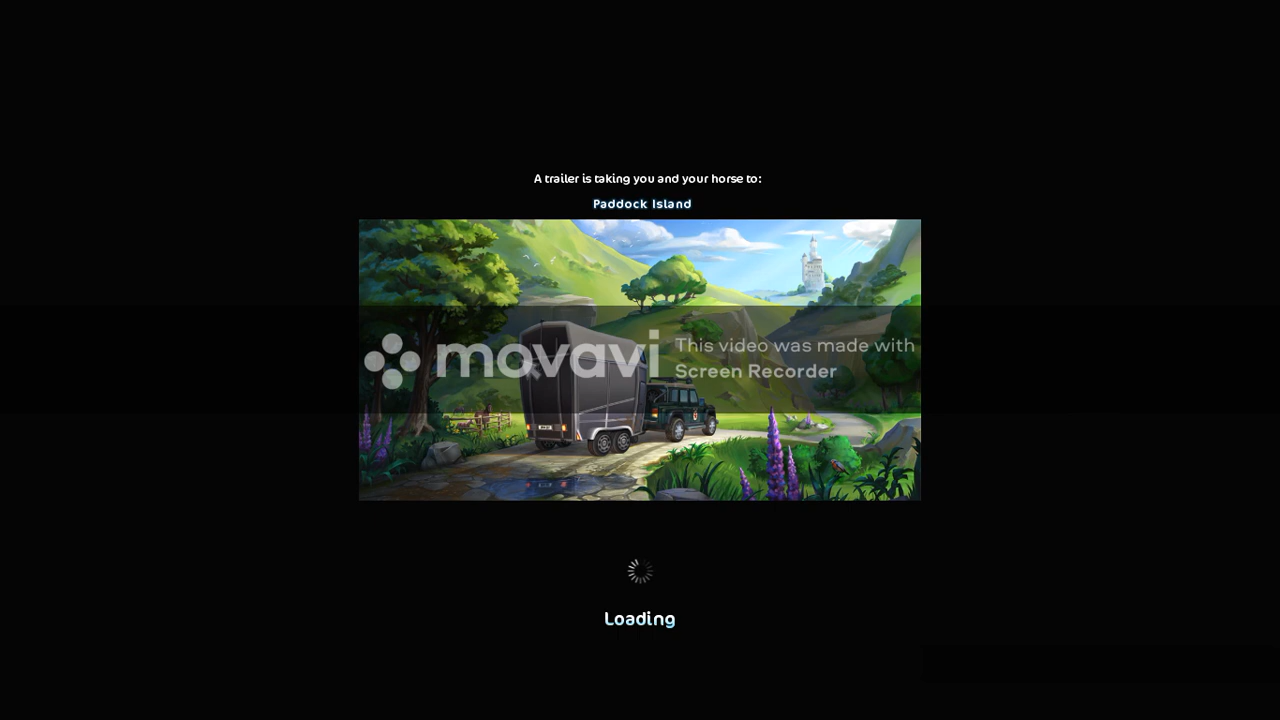 A trailer is taking you and your horse to:
Paddock Island
movavi
This video was made with
Screen Recorder
Loading